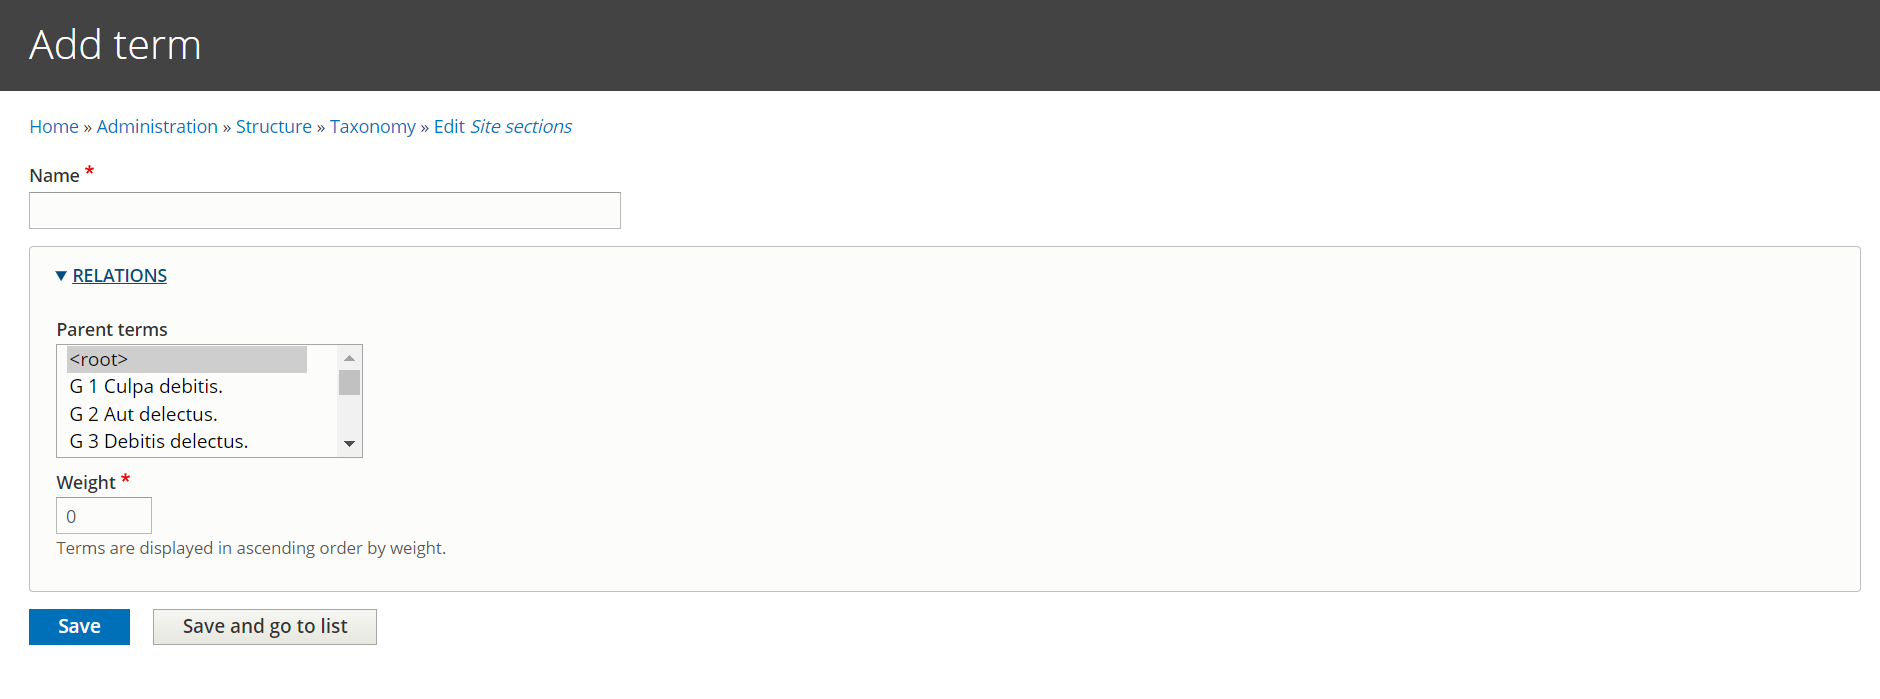 Add term
Home » Administration » Structure » Taxonomy » Edit Site sections
Name *
RELATIONS
Parent terms
<root>
G 1 Culpa debitis.
G 2 Aut delectus.
G 3 Debitis delectus.
Weight *
0
Terms are displayed in ascending order by weight.
Save Save and go to list